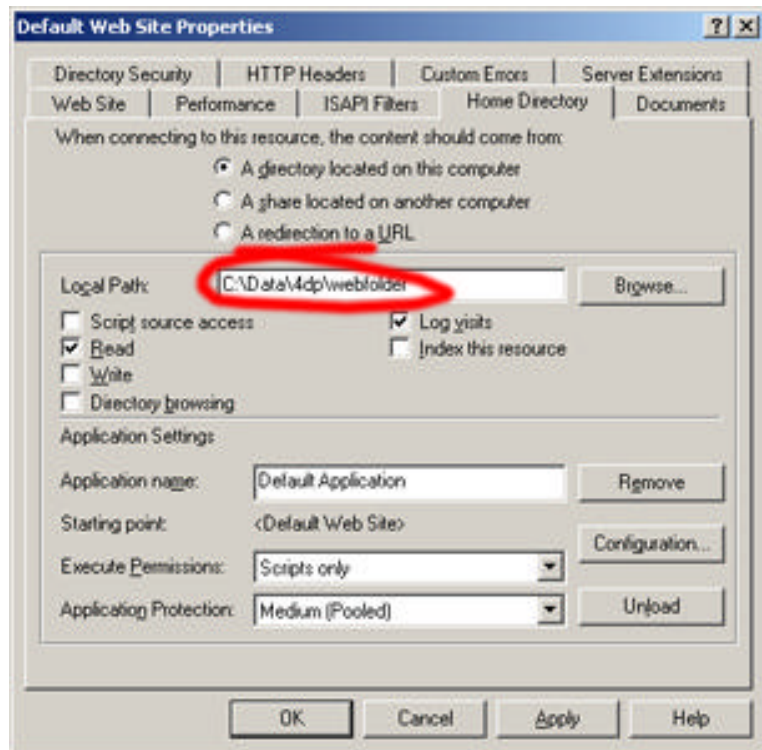 Default Web Site Properties
Directory Security HTTP Headers Custom Errors Server Extensions
Web Site Performance ISAPI Filters Home Directory Documents
When connecting to this resource, the content should come from:
A directory located on this computer
A share located on another computer
A redirection to a URL
Local Path: C:\Data\4dp\webfolder Browse...
Script source access Log visits
Read Index this resource
Write
Directory browsing
Application Settings
Application name: Default Application Remove
Starting point: <Default Web Site>
Configuration...
Execute Permissions: Scripts only
Application Protection: Medium (Pooled) Unload
OK Cancel Apply Help